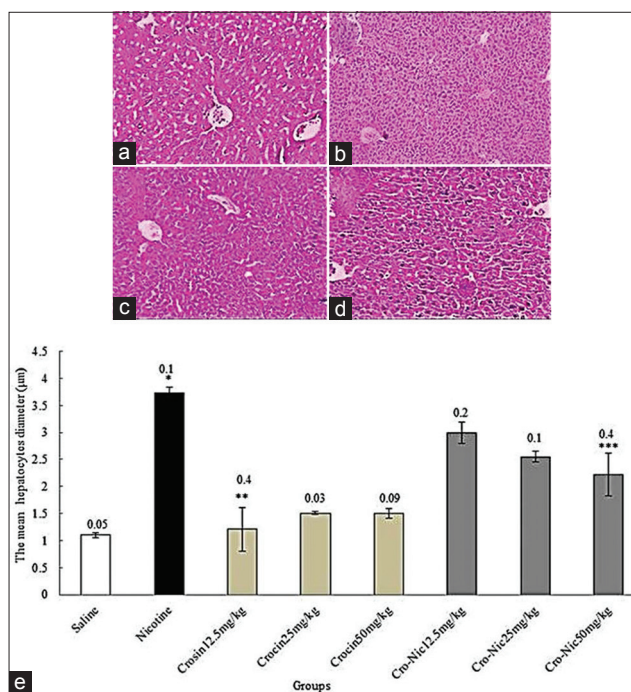 a
b
c
d
The mean hepatocytes diameter (µm)
4.5
4
3.5
3
2.5
2
1.5
1
0.5
0
0.05
0.1
*
0.4
**
0.03
0.09
0.2
0.1
0.4
***
Saline
Nicotine
Crosin12.5mg/kg
Crocin25mg/kg
Crocin50mg/kg
Cro-Nic12.5mg/kg
Cro-Nic25mg/kg
Cro-Nic50mg/kg
Groups
e